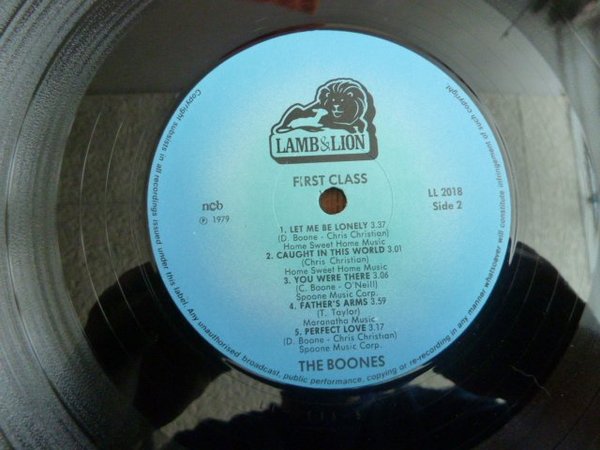 LAMB & LION
FIRST CLASS
ncb
Ⓟ 1979
LL 2018
Side 2
1. LET ME BE LONELY 3.37
(D. Boone - Chris Christian)
Home Sweet Home Music
2. CAUGHT IN THIS WORLD 3.01
(Chris Christian)
Home Sweet Home Music
3. YOU WERE THERE 3.06
(C. Boone - O'Neill)
Spoone Music Corp.
4. FATHER'S ARMS 3.59
(T. Taylor)
Maranatha Music
5. PERFECT LOVE 3.17
(D. Boone - Chris Christian)
Spoone Music Corp.
THE BOONES
Copyright subsists in all recordings issued under this label. Any unauthorised broadcast, public performance, copying or re-recording in any manner whatsoever will constitute infringement of such copyright.